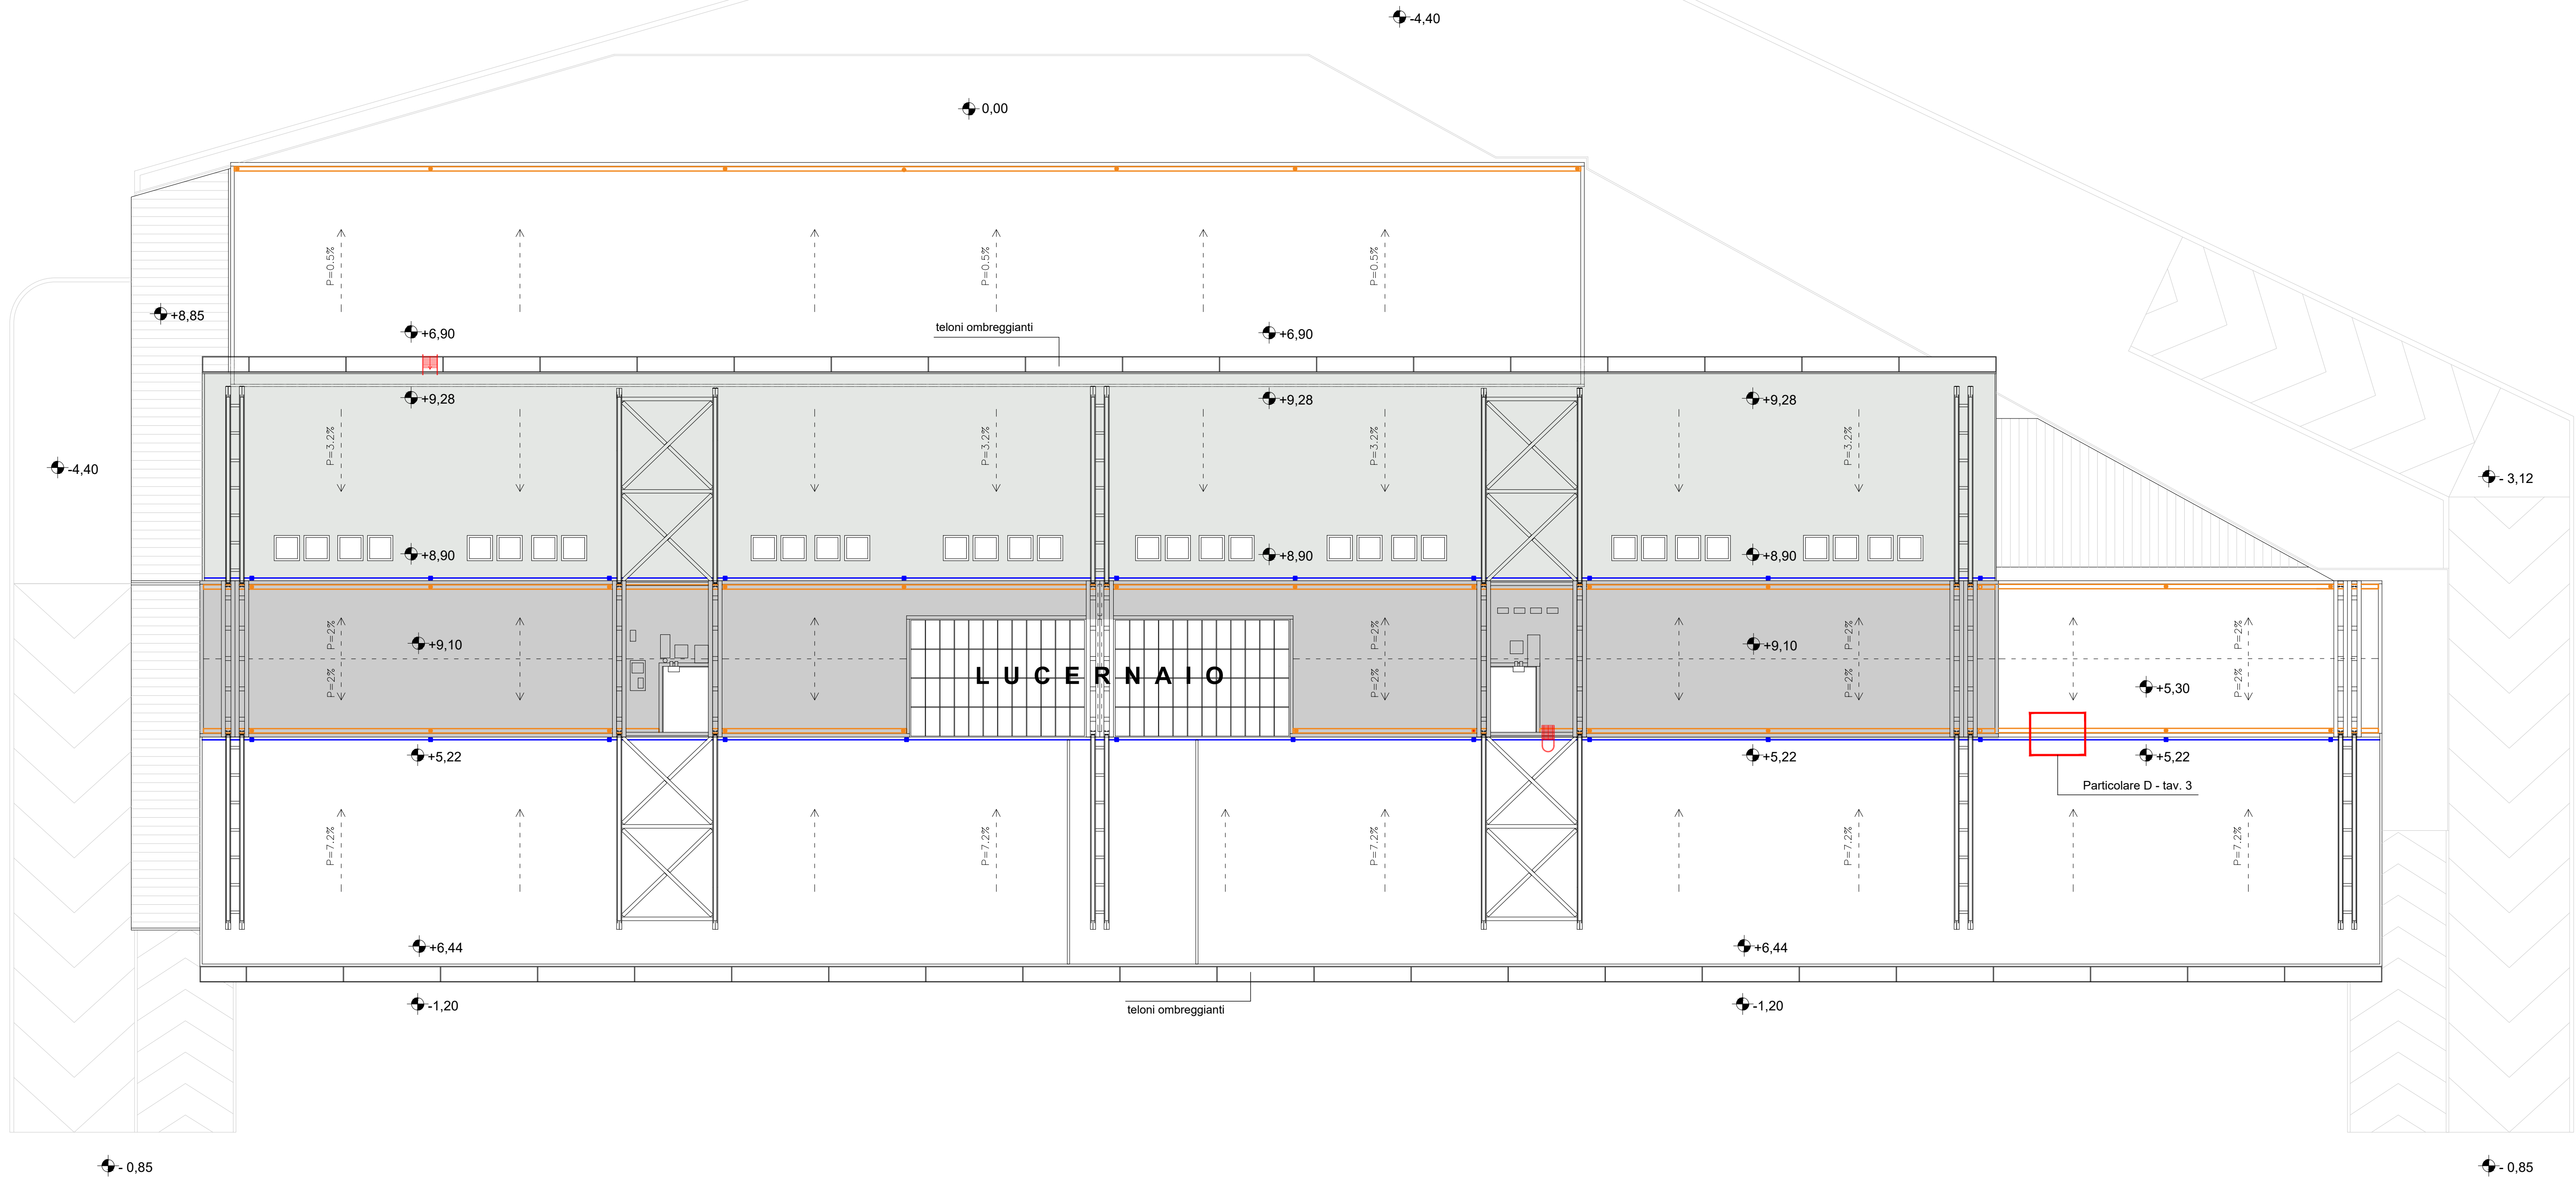 -4,40
0,00
P=0.5%
P=0.5%
P=0.5%
+8,85
+6,90
teloni ombreggianti
+6,90
+9,28
+9,28
+9,28
P=3.2%
P=3.2%
P=3.2%
P=3.2%
-4,40
- 3,12
+8,90
+8,90
+8,90
P=2%
P=2%
P=2%
P=2%
+9,10
+9,10
LUCERNAIO
P=2%
P=2%
P=2%
P=2%
+5,30
+5,22
+5,22
+5,22
Particolare D - tav. 3
P=7.2%
P=7.2%
P=7.2%
P=7.2%
P=7.2%
+6,44
+6,44
-1,20
teloni ombreggianti
-1,20
- 0,85
- 0,85